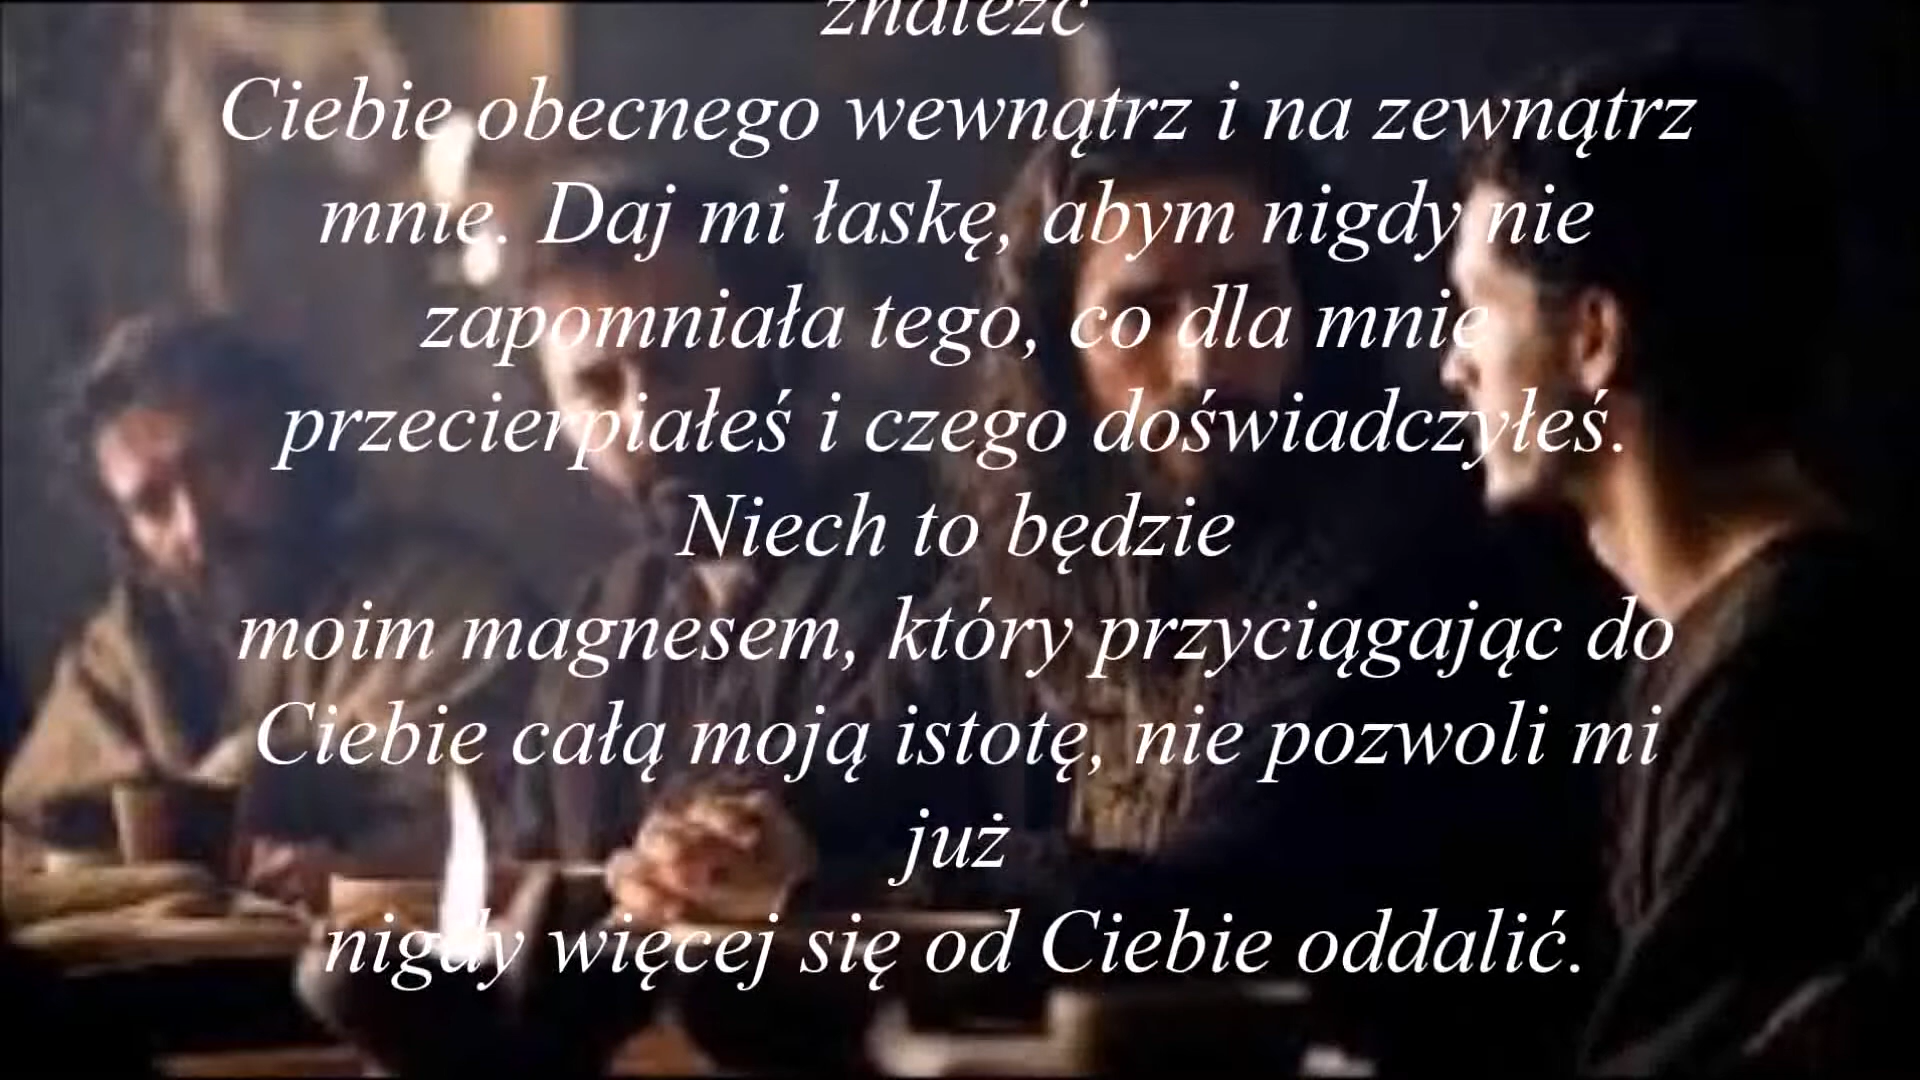 znaleźć
Ciebie obecnego wewnątrz i na zewnątrz
mnie. Daj mi łaskę, abym nigdy nie
zapomniała tego, co dla mnie
przecierpiałeś i czego doświadczyłeś.
Niech to będzie
moim magnesem, który przyciągając do
Ciebie całą moją istotę, nie pozwoli mi
już
nigdy więcej się od Ciebie oddalić.